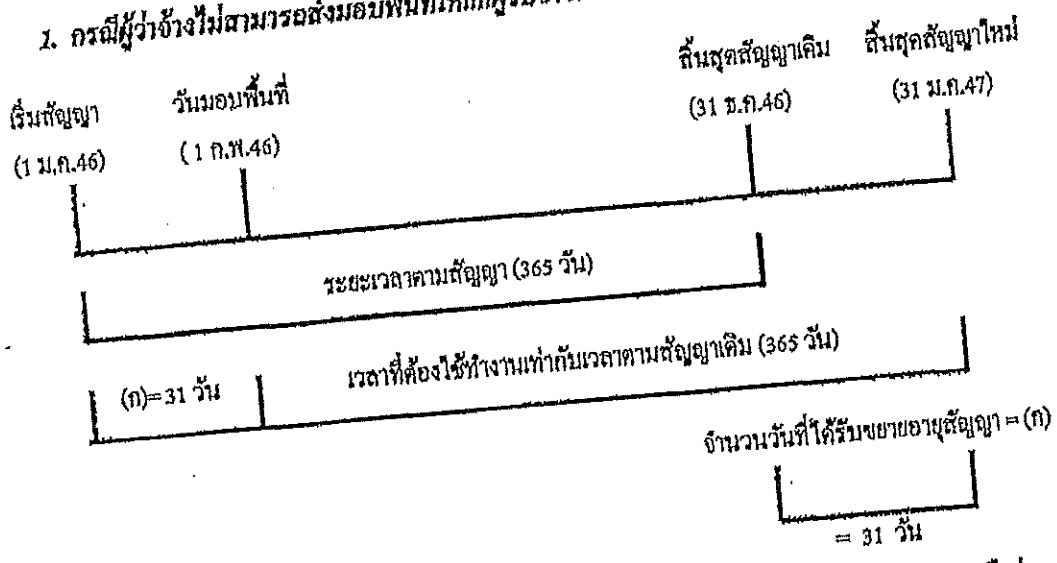 1. กรณีผู้ว่าจ้างไม่สามารถส่งมอบพื้นที่
สิ้นสุดสัญญาเดิม สิ้นสุดสัญญาใหม่
เริ่มสัญญา วันมอบพื้นที่
(31 ธ.ค.46) (31 ม.ค.47)
(1 ม.ค.46) (1 ก.พ.46)
ระยะเวลาตามสัญญา (365 วัน)
(ก)=31 วัน เวลาที่ต้องใช้ทำงานเท่ากับเวลาตามสัญญาเดิม (365 วัน)
จำนวนวันที่ได้รับขยายอายุสัญญา = (ก)
= 31 วัน